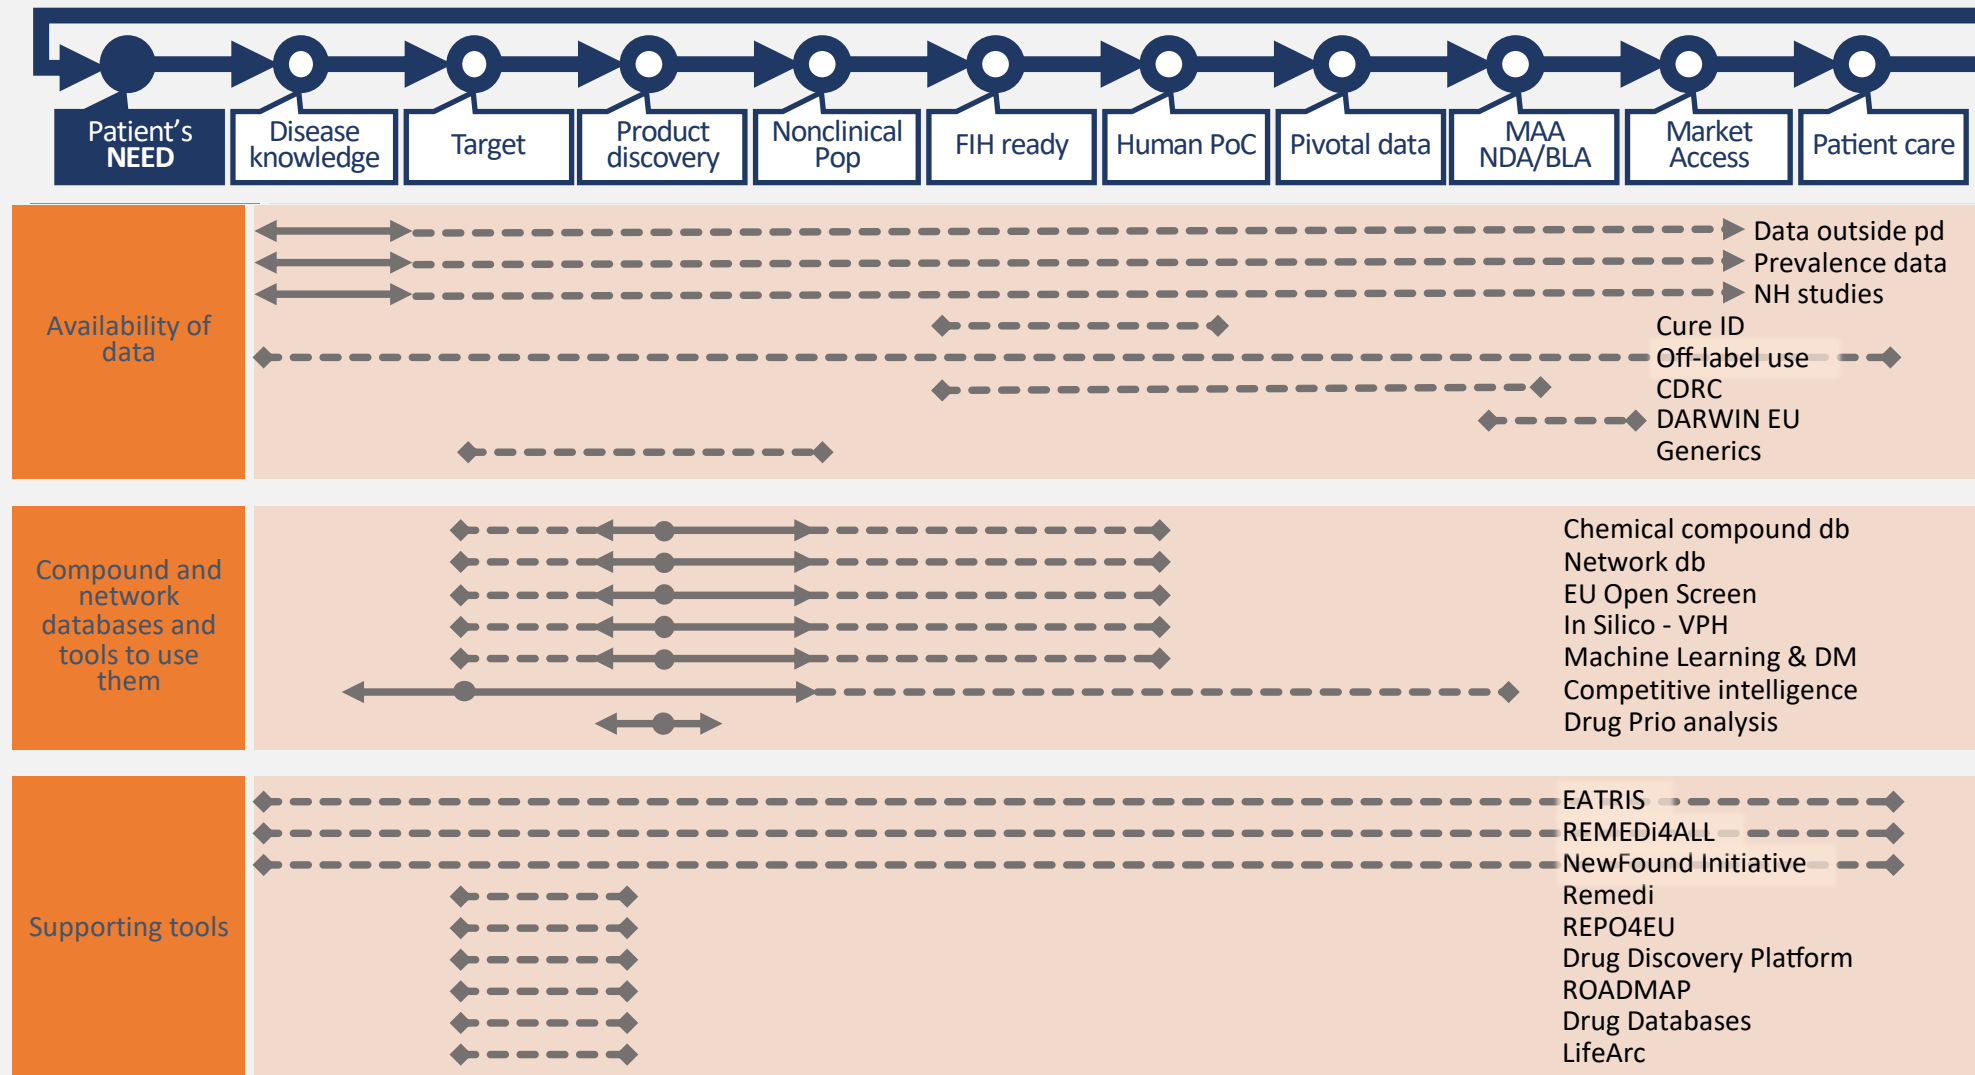 Patient's
NEED
Disease
knowledge
Target
Product
discovery
Nonclinical
Pop
FIH ready
Human PoC
Pivotal data
MAA
NDA/BLA
Market
Access
Patient care
Availability of
data
Data outside pd
Prevalence data
NH studies
Cure ID
Off-label use
CDRC
DARWIN EU
Generics
Compound and
network
databases and
tools to use
them
Chemical compound db
Network db
EU Open Screen
In Silico - VPH
Machine Learning & DM
Competitive intelligence
Drug Prio analysis
Supporting tools
EATRIS
REMEDi4ALL
NewFound Initiative
Remedi
REPO4EU
Drug Discovery Platform
ROADMAP
Drug Databases
LifeArc